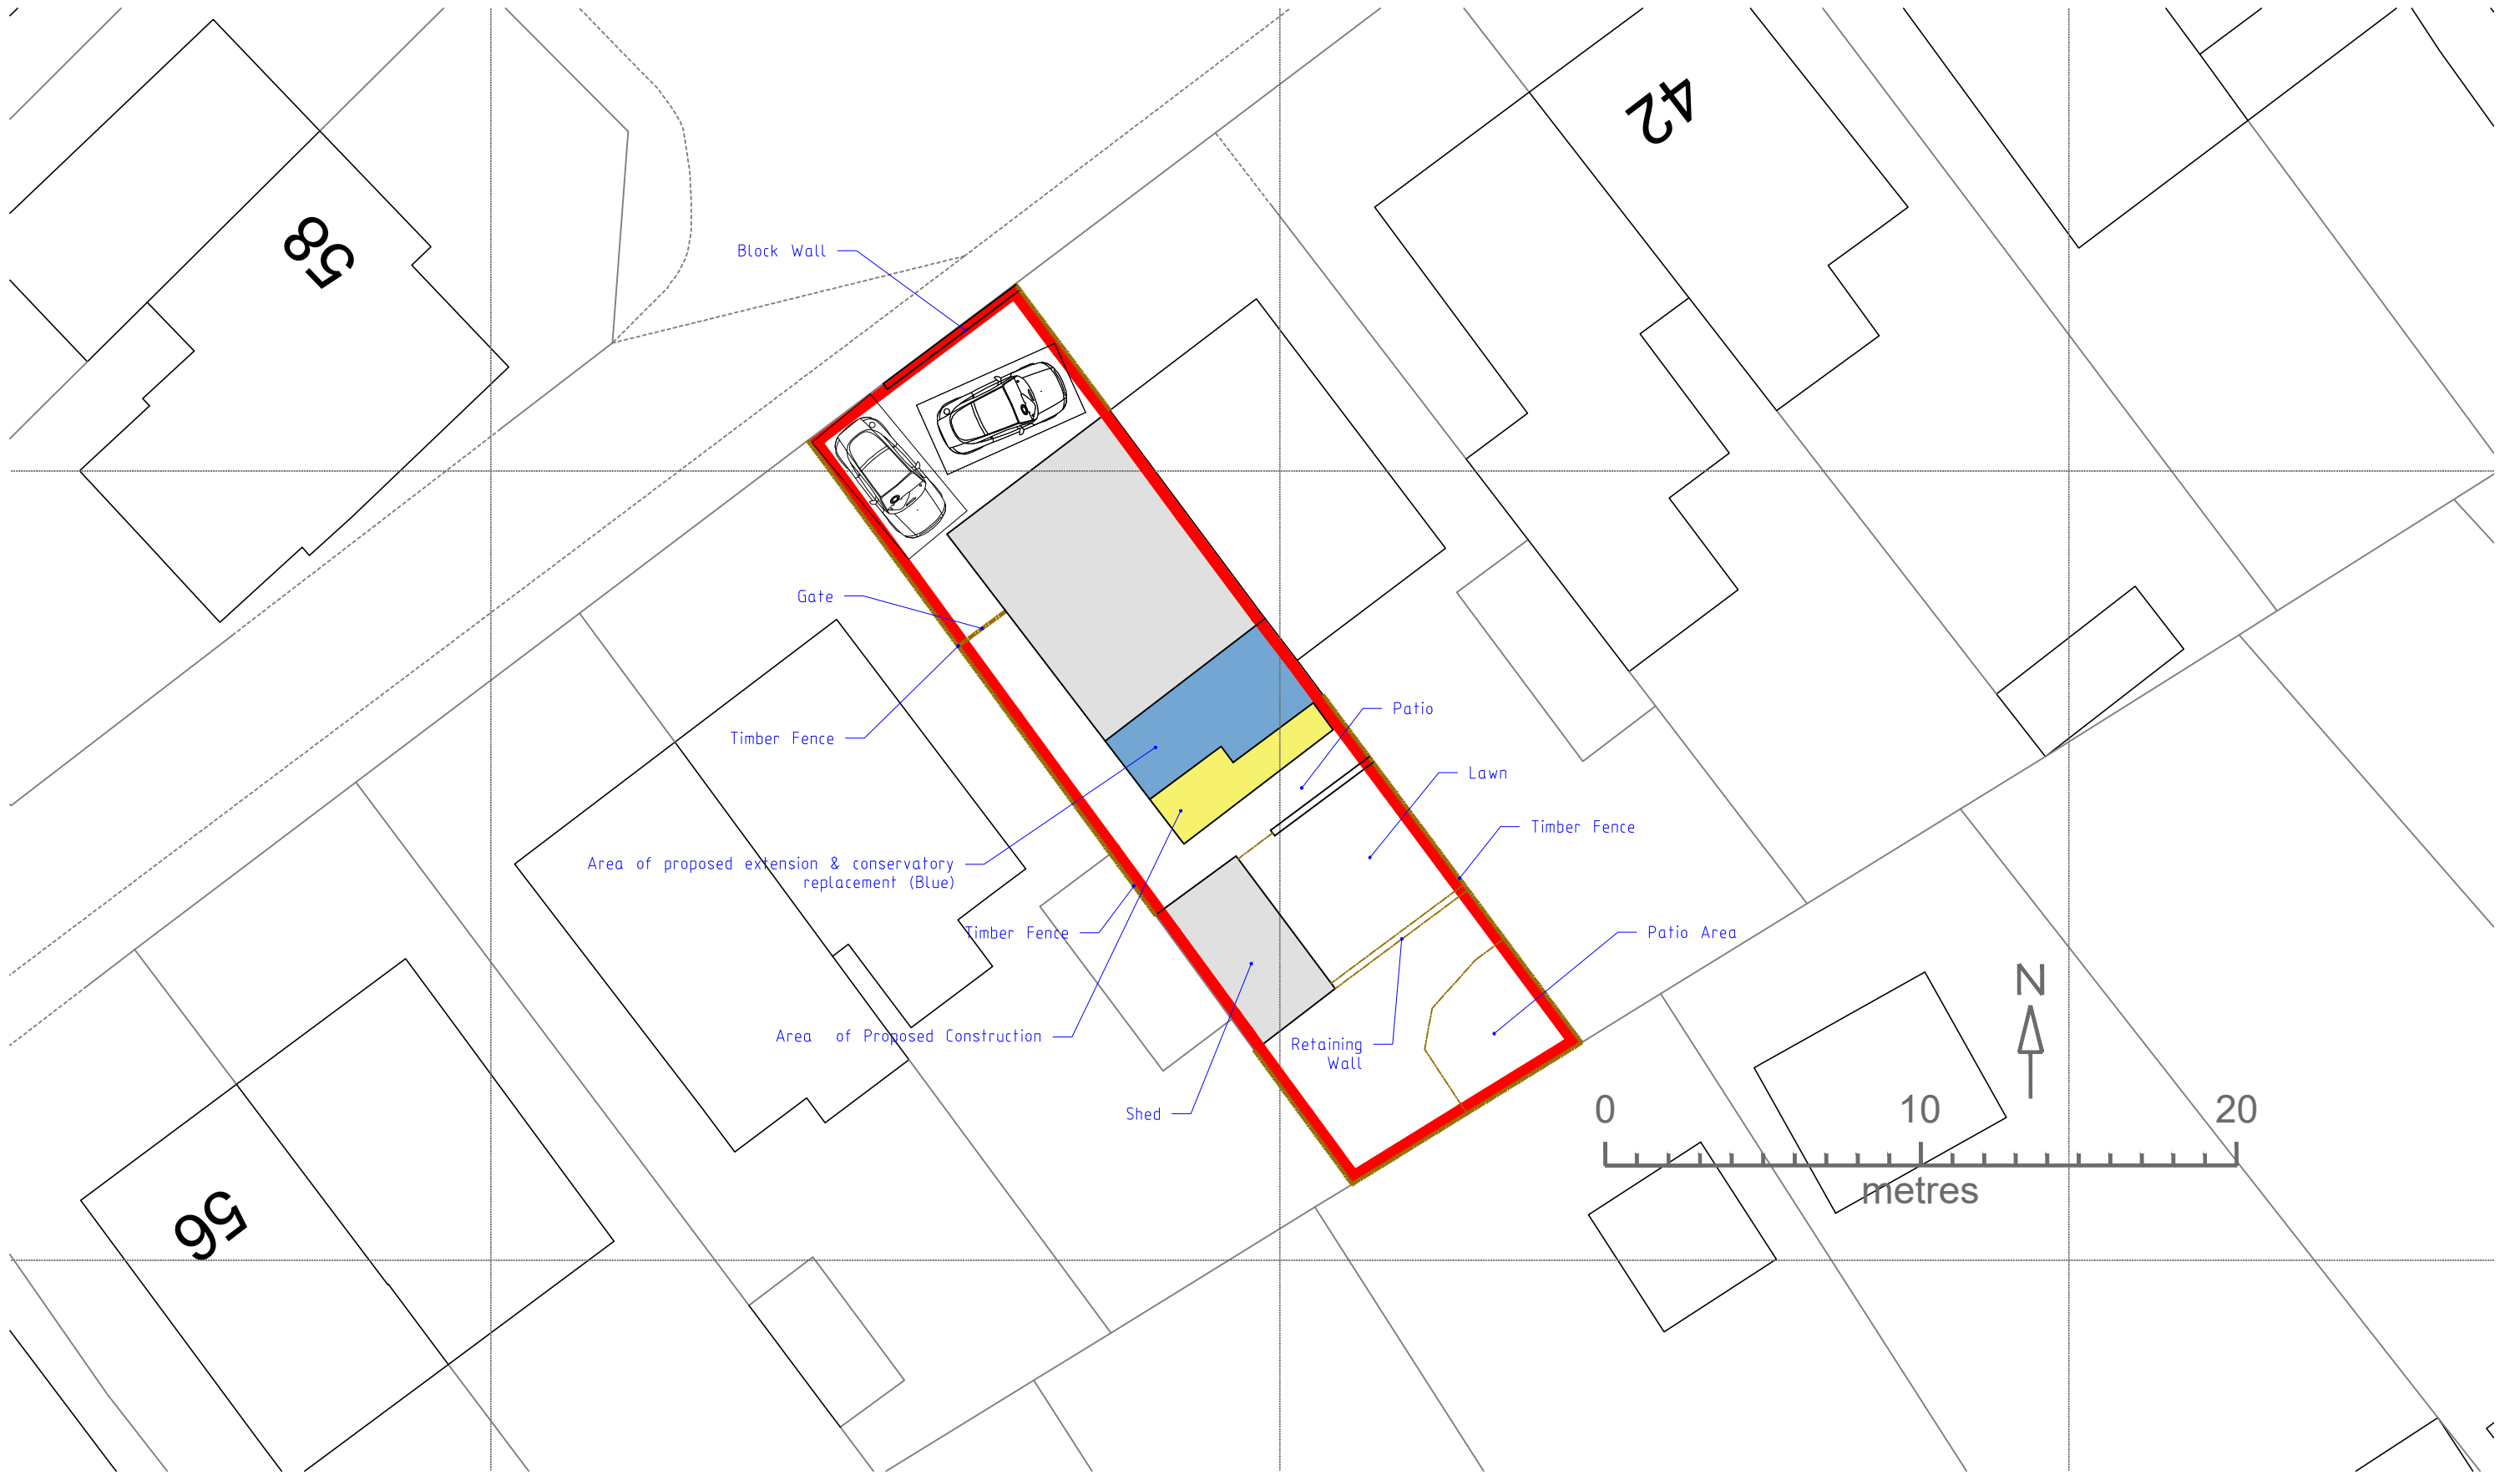 42
58
Block Wall
Gate
Patio
Timber Fence
Lawn
Timber Fence
Area of proposed extension & conservatory
replacement (Blue)
Timber Fence
Patio Area
N
Area of Proposed Construction
Retaining
Wall
Shed
0 10 20
metres
56